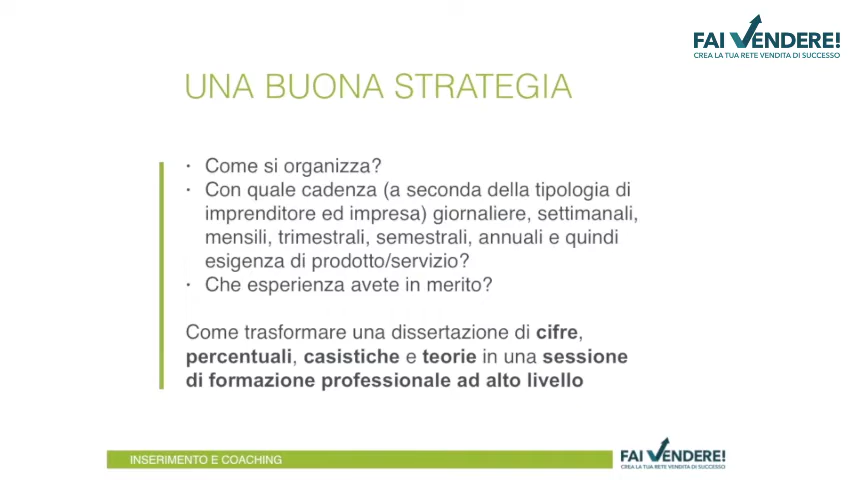 FAI VENDERE!
CREA LA TUA RETE VENDITA DI SUCCESSO
UNA BUONA STRATEGIA
· Come si organizza?
· Con quale cadenza (a seconda della tipologia di
imprenditore ed impresa) giornaliere, settimanali,
mensili, trimestrali, semestrali, annuali e quindi
esigenza di prodotto/servizio?
· Che esperienza avete in merito?
Come trasformare una dissertazione di cifre,
percentuali, casistiche e teorie in una sessione
di formazione professionale ad alto livello
INSERIMENTO E COACHING
FAI VENDERE!
CREA LA TUA RETE VENDITA DI SUCCESSO